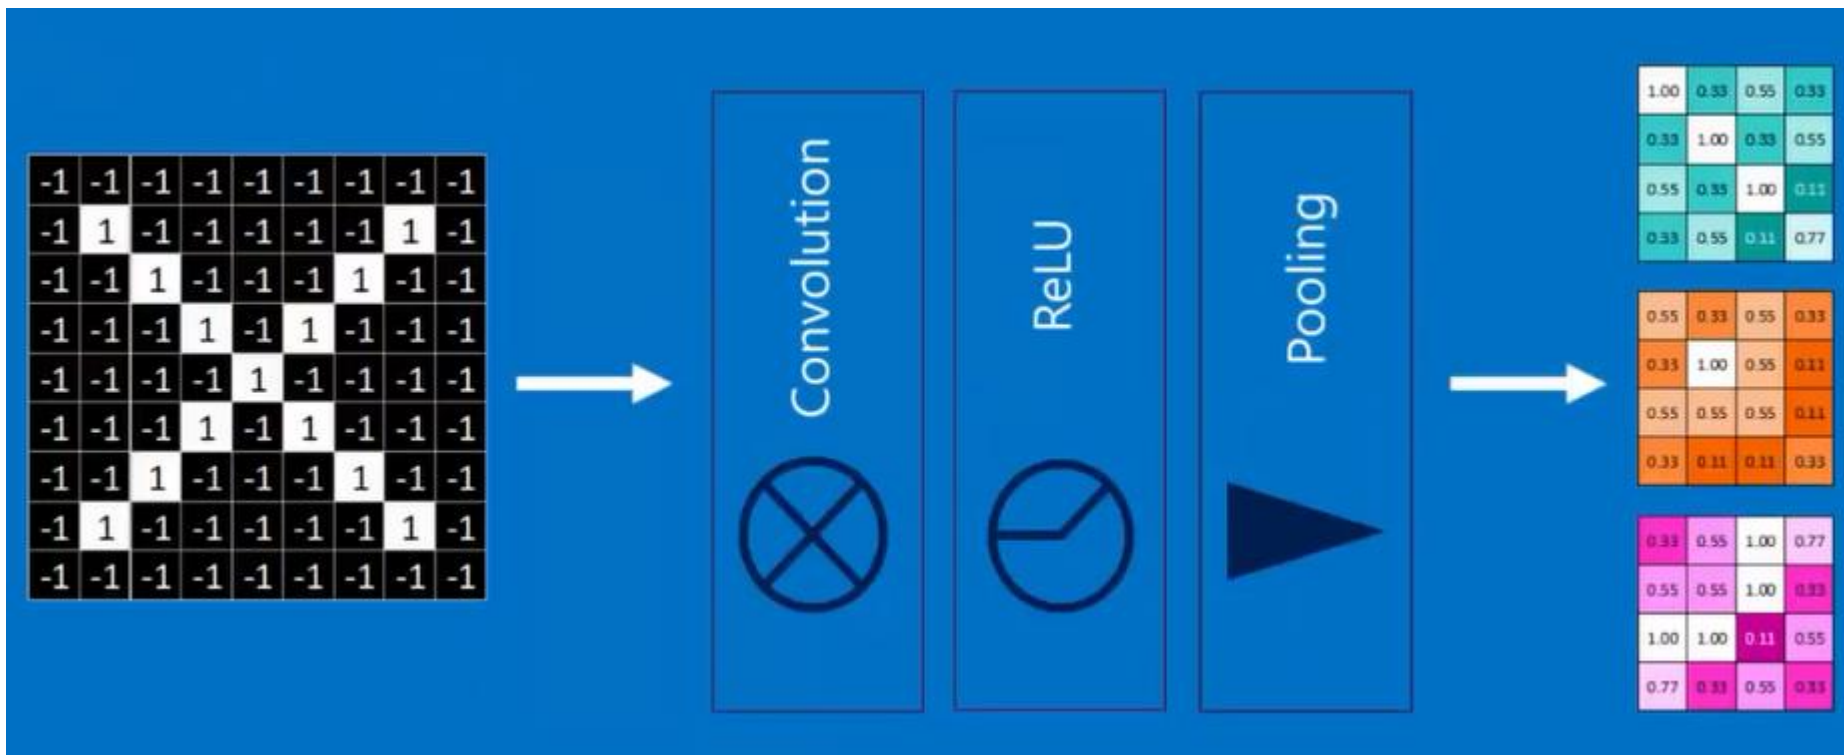 -1 -1 -1 -1 -1 -1 -1 -1 -1
-1 1 -1 -1 -1 -1 -1 1 -1
-1 -1 1 -1 -1 -1 1 -1 -1
-1 -1 -1 1 -1 1 -1 -1 -1
-1 -1 -1 -1 1 -1 -1 -1 -1
-1 -1 -1 1 -1 1 -1 -1 -1
-1 -1 1 -1 -1 -1 1 -1 -1
-1 1 -1 -1 -1 -1 -1 1 -1
-1 -1 -1 -1 -1 -1 -1 -1 -1
Convolution
ReLU
Pooling
1.00 0.33 0.55 0.33
0.33 1.00 0.33 0.55
0.55 0.33 1.00 0.11
0.33 0.55 0.11 0.77
0.55 0.33 0.55 0.33
0.33 1.00 0.55 0.11
0.55 0.55 0.55 0.11
0.33 0.11 0.11 0.33
0.33 0.55 1.00 0.77
0.55 0.55 1.00 0.33
1.00 1.00 0.11 0.55
0.77 0.33 0.55 0.33